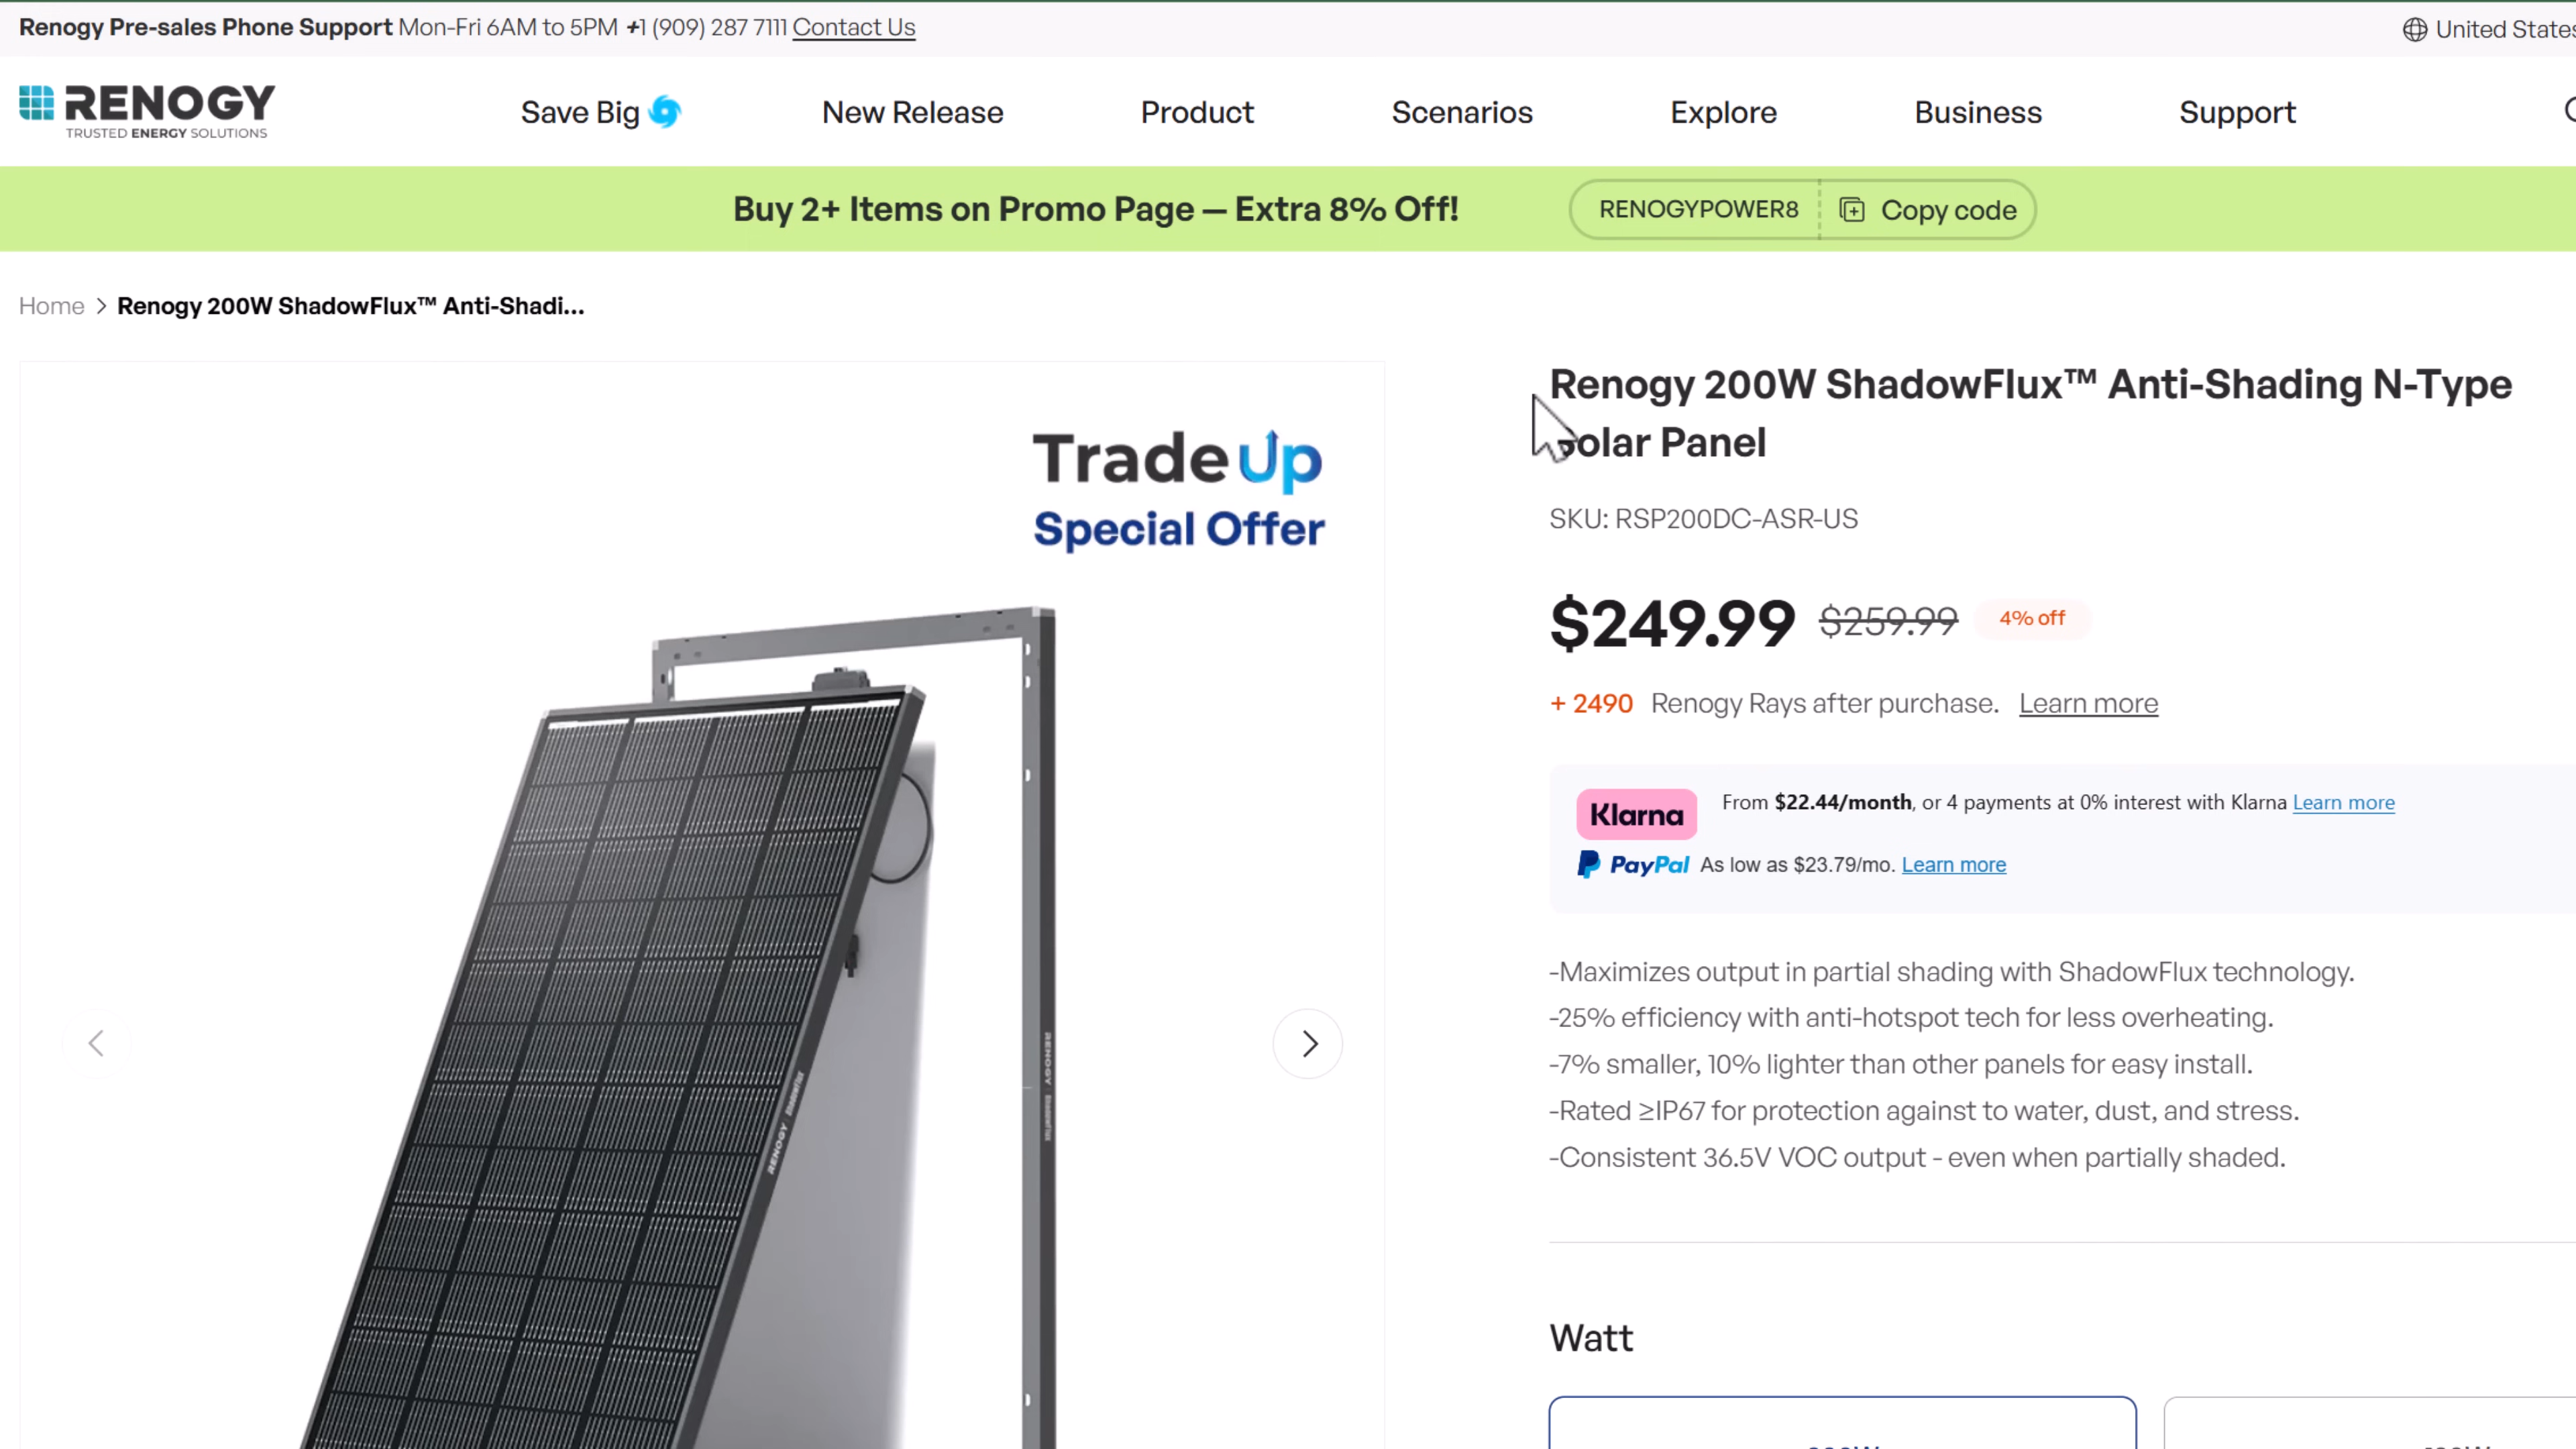 Renogy Pre-sales Phone Support Mon-Fri 6AM to 5PM +1 (909) 287 7111 Contact Us
United States
RENOGY
TRUSTED ENERGY SOLUTIONS
Save Big
New Release
Product
Scenarios
Explore
Business
Support
Buy 2+ Items on Promo Page — Extra 8% Off!
RENOGYPOWER8
Copy code
Home > Renogy 200W ShadowFlux™ Anti-Shadi...
Trade Up
Special Offer
RENOGY ShadowFlux
RENOGY ShadowFlux
Renogy 200W ShadowFlux™ Anti-Shading N-Type
Solar Panel
SKU: RSP200DC-ASR-US
$249.99 $259.99 4% off
+ 2490 Renogy Rays after purchase. Learn more
Klarna From $22.44/month, or 4 payments at 0% interest with Klarna Learn more
PayPal As low as $23.79/mo. Learn more
-Maximizes output in partial shading with ShadowFlux technology.
-25% efficiency with anti-hotspot tech for less overheating.
-7% smaller, 10% lighter than other panels for easy install.
-Rated ≥IP67 for protection against to water, dust, and stress.
-Consistent 36.5V VOC output - even when partially shaded.
Watt